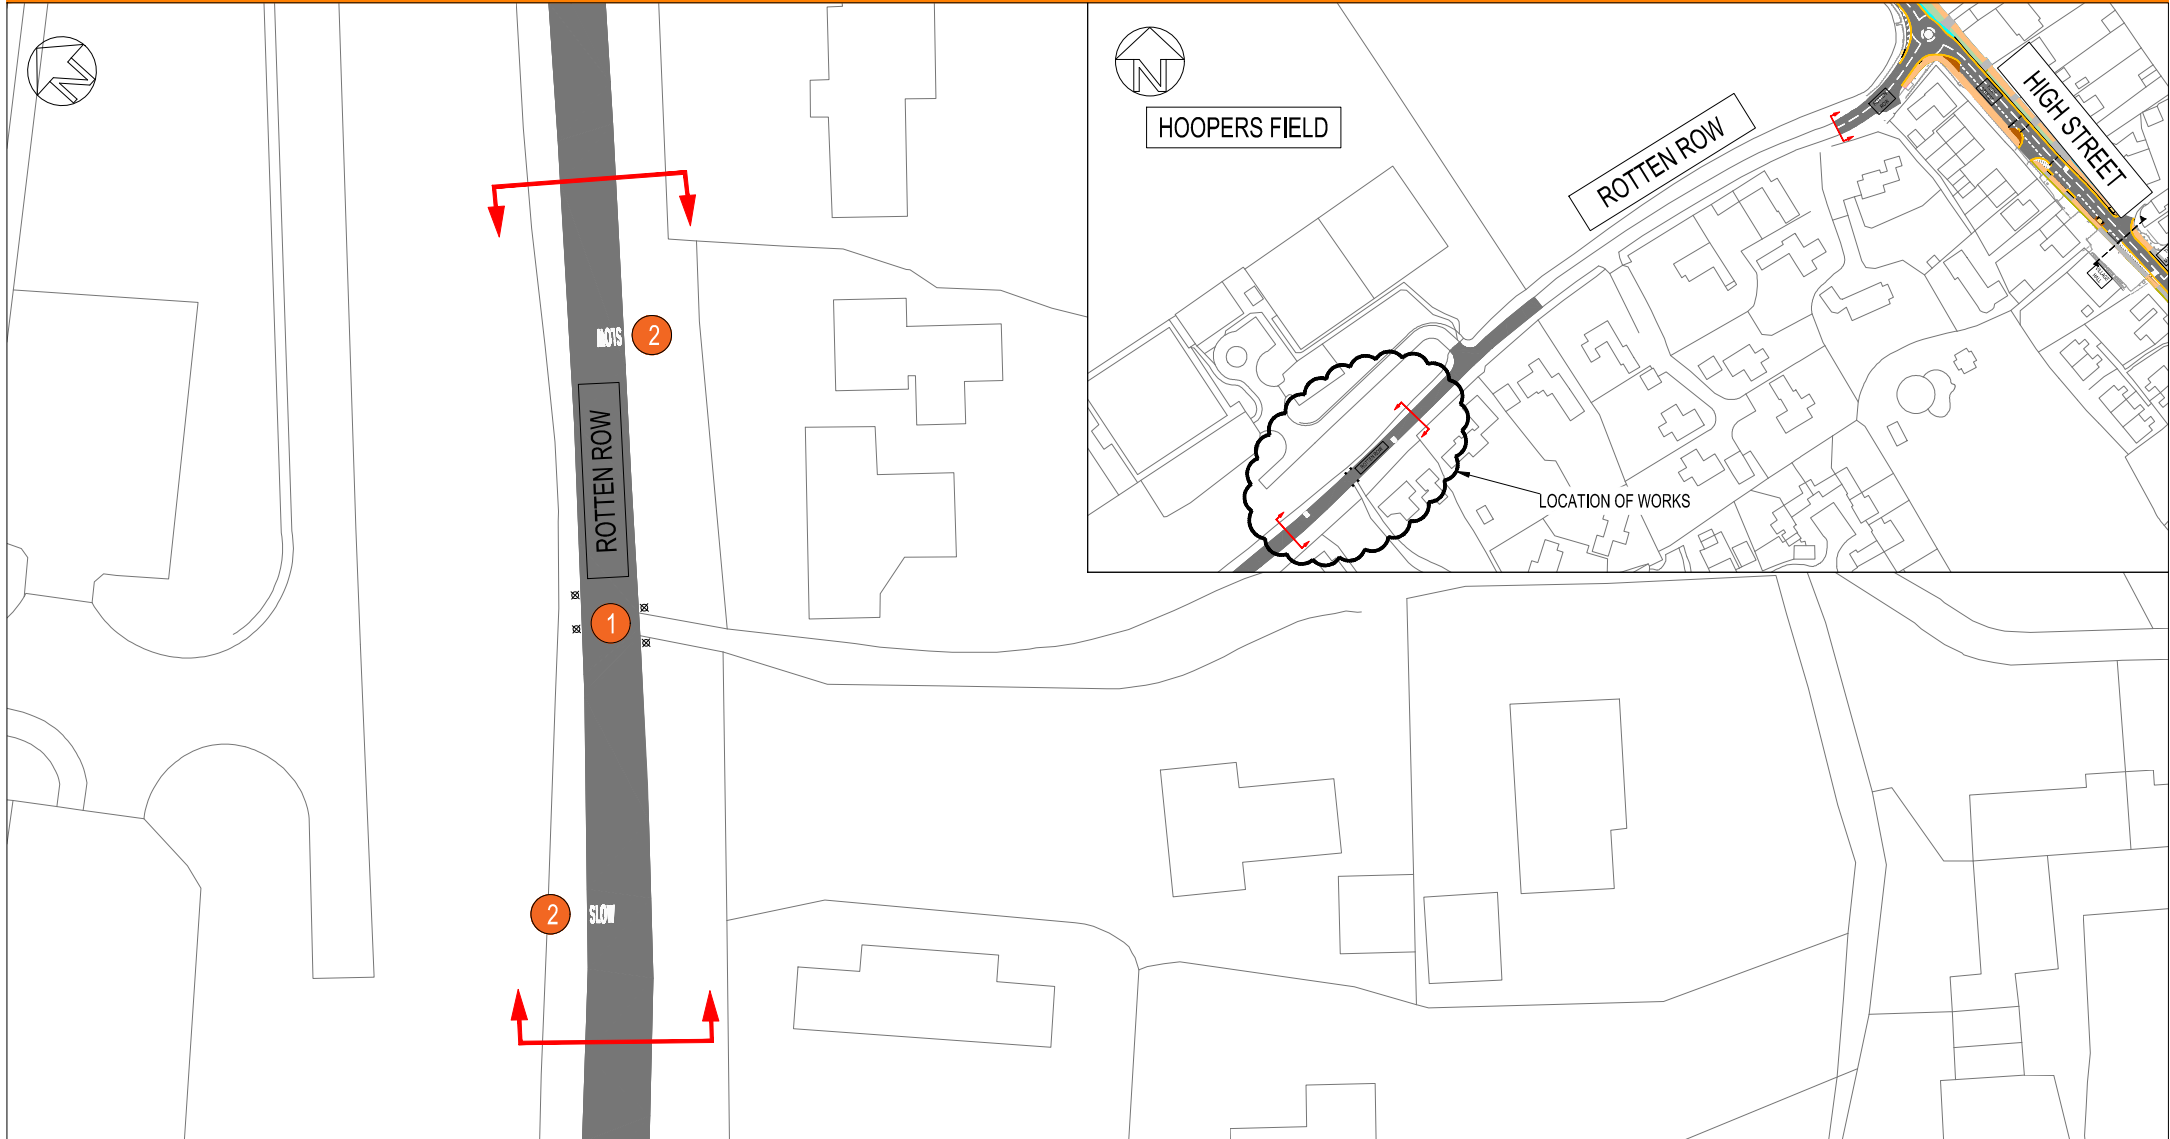 N
N
HOOPERS FIELD
ROTTEN ROW
HIGH STREET
LOCATION OF WORKS
SLOW
2
ROTTEN ROW
1
2
SLOW